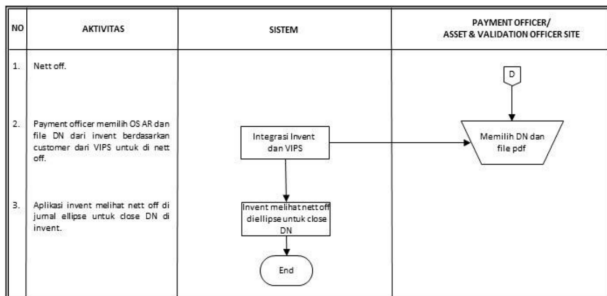 NO
AKTIVITAS
SISTEM
PAYMENT OFFICER/
ASSET & VALIDATION OFFICER SITE
1.
Nett off.
D
2.
Payment officer memilih OS AR dan
file DN dari invent berdasarkan
customer dari VIPS untuk di nett
off.
Integrasi Invent
dan VIPS
Memilih DN dan
file pdf
3.
Aplikasi invent melihat nett off di
jurnal ellipse untuk close DN di
invent.
Invent melihat nett off
diellipse untuk close
DN
End